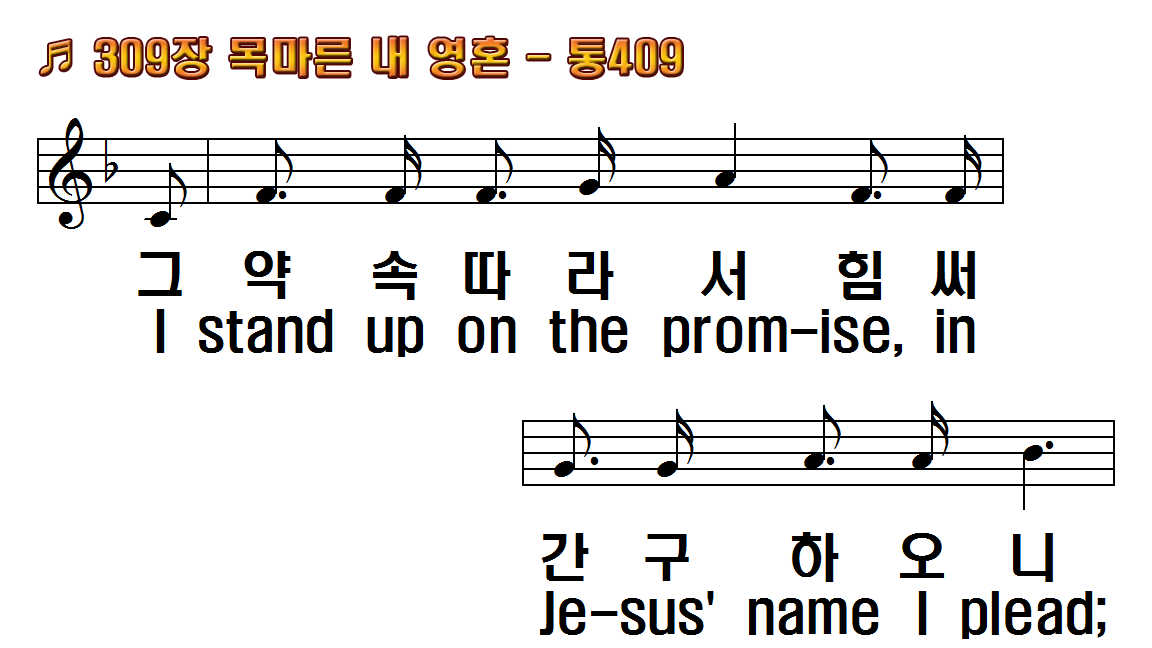 ♬ 309장 목마른 내 영혼 - 통409
그 약 속 따 라 서 힘 써
I stand up on the prom-ise, in
간 구 하 오 니
Je-sus' name I plead;